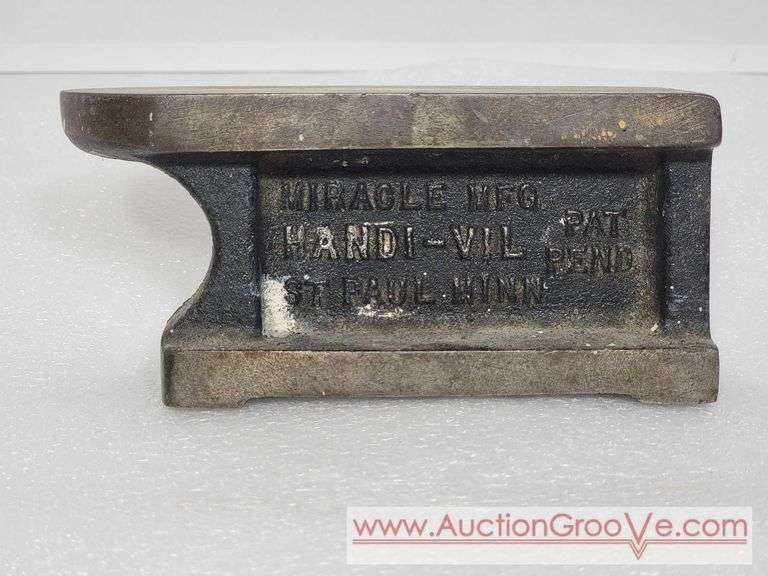 MIRACLE MFG
HANDI-VIL
PAT
PEND
ST PAUL MINN
www.AuctionGrooVe.com